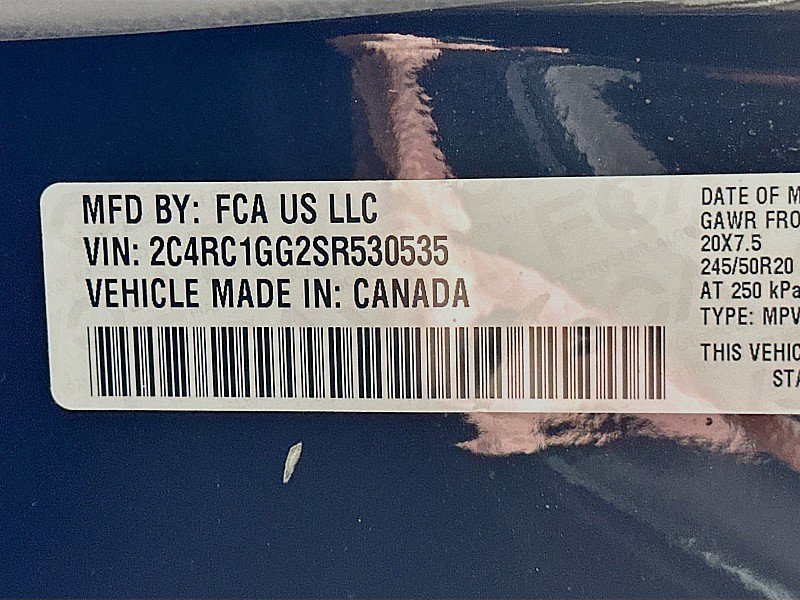 MFD BY: FCA US LLC
VIN: 2C4RC1GG2SR530535
VEHICLE MADE IN: CANADA
DATE OF M
GAWR FRO
20X7.5
245/50R20
AT 250 kPa
TYPE: MPV
THIS VEHIC
STA